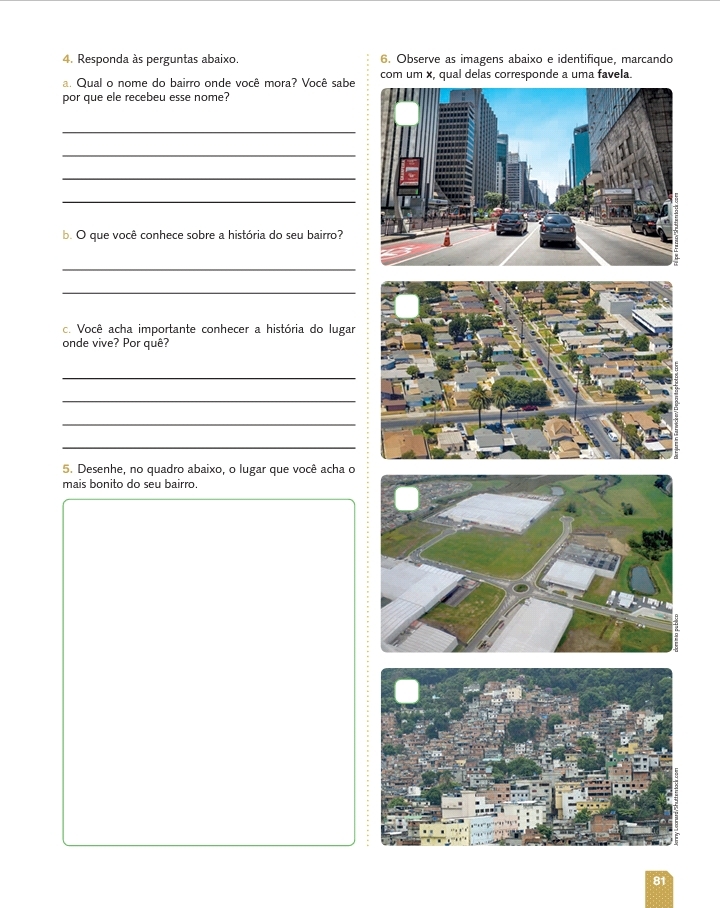 4. Responda às perguntas abaixo.
a. Qual o nome do bairro onde você mora? Você sabe
por que ele recebeu esse nome?
b. O que você conhece sobre a história do seu bairro?
c. Você acha importante conhecer a história do lugar
onde vive? Por quê?
5. Desenhe, no quadro abaixo, o lugar que você acha o
mais bonito do seu bairro.
6. Observe as imagens abaixo e identifique, marcando
com um x, qual delas corresponde a uma favela.
Filipe Frazao/Shutterstock.com
domínio público
Jenny Leonard/Shutterstock.com
81